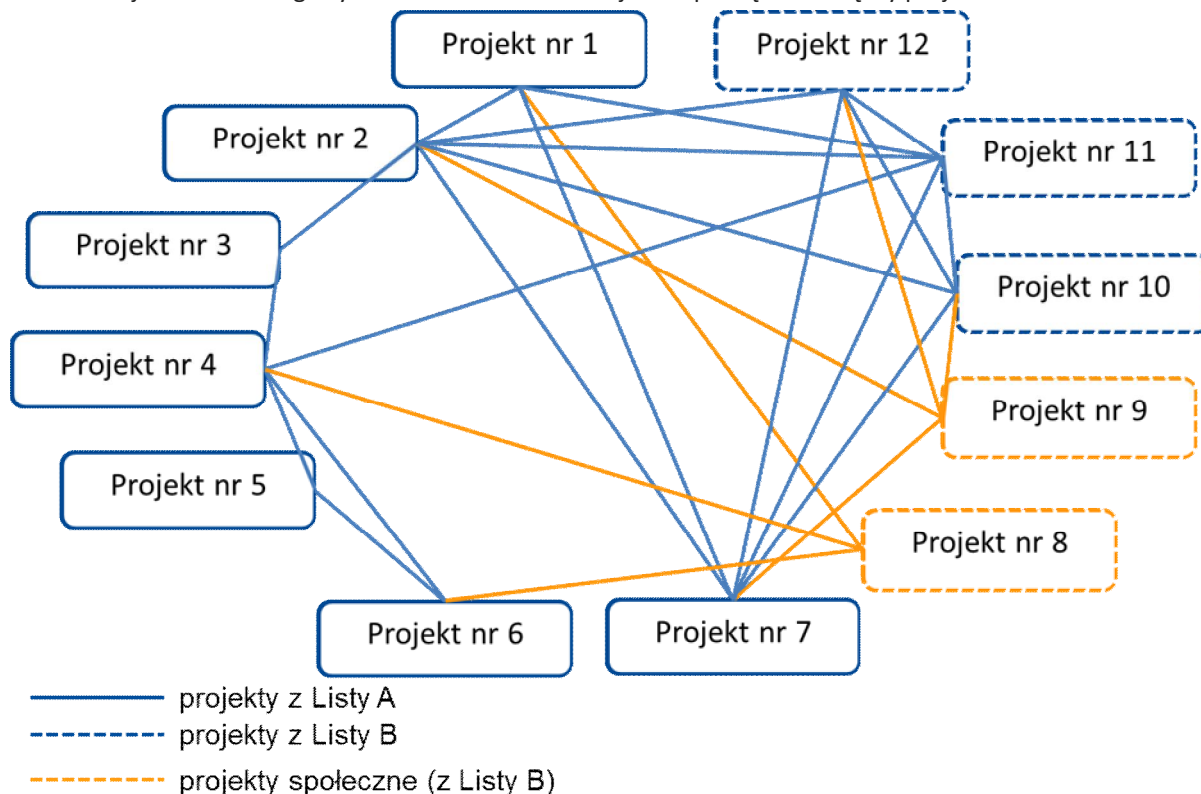 Projekt nr 1
Projekt nr 12
Projekt nr 2
Projekt nr 11
Projekt nr 3
Projekt nr 10
Projekt nr 4
Projekt nr 9
Projekt nr 5
Projekt nr 8
Projekt nr 6
Projekt nr 7
projekty z Listy A
projekty z Listy B
projekty społeczne (z Listy B)